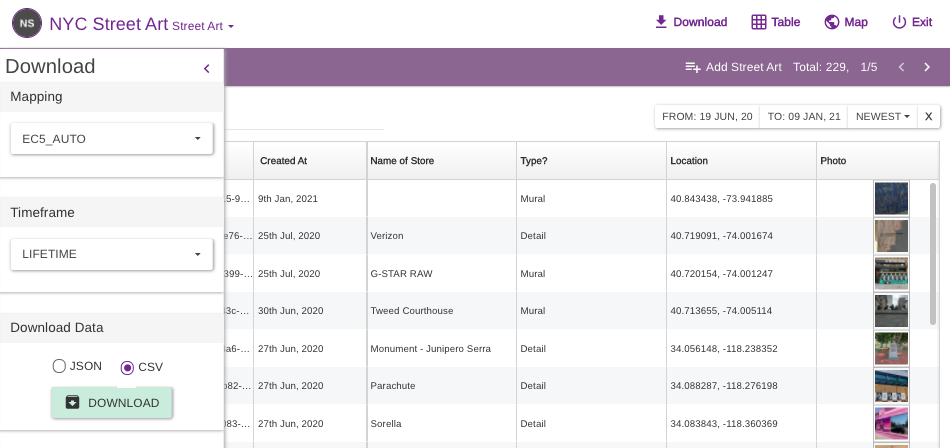 NS NYC Street Art Street Art
Download Table Map Exit
Download
Add Street Art Total: 229, 1/5
Mapping
EC5_AUTO
Timeframe
LIFETIME
Download Data
JSON CSV
DOWNLOAD
FROM: 19 JUN, 20 TO: 09 JAN, 21 NEWEST X
Created At Name of Store Type? Location Photo
5-9... 9th Jan, 2021 Mural 40.843438, -73.941885
e76-... 25th Jul, 2020 Verizon Detail 40.719091, -74.001674
399-... 25th Jul, 2020 G-STAR RAW Mural 40.720154, -74.001247
3c-... 30th Jun, 2020 Tweed Courthouse Mural 40.713655, -74.005114
a6-... 27th Jun, 2020 Monument - Junipero Serra Detail 34.056148, -118.238352
b82-... 27th Jun, 2020 Parachute Detail 34.088287, -118.276198
083-... 27th Jun, 2020 Sorella Detail 34.083843, -118.360369